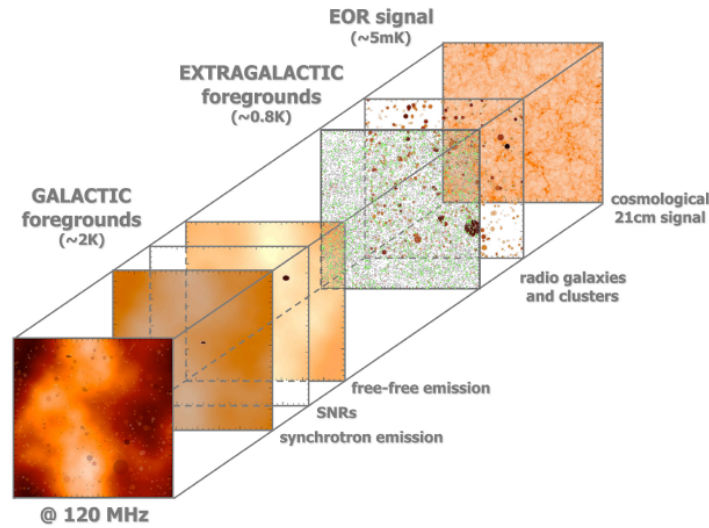 EOR signal
(~5mK)
EXTRAGALACTIC
foregrounds
(~0.8K)
GALACTIC
foregrounds
(~2K)
cosmological
21cm signal
radio galaxies
and clusters
free-free emission
SNRs
synchrotron emission
@ 120 MHz